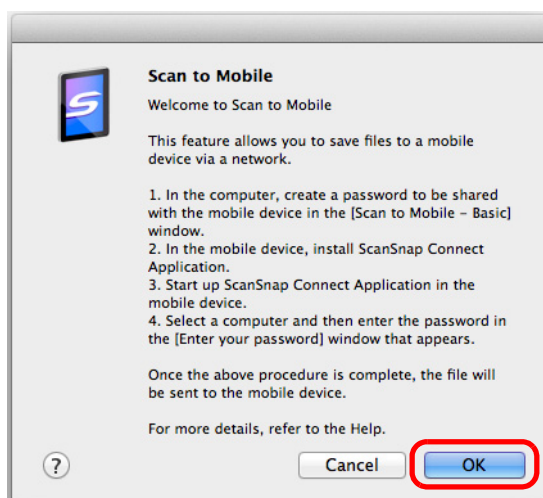 Scan to Mobile
Welcome to Scan to Mobile
This feature allows you to save files to a mobile
device via a network.
1. In the computer, create a password to be shared
with the mobile device in the [Scan to Mobile – Basic]
window.
2. In the mobile device, install ScanSnap Connect
Application.
3. Start up ScanSnap Connect Application in the
mobile device.
4. Select a computer and then enter the password in
the [Enter your password] window that appears.
Once the above procedure is complete, the file will
be sent to the mobile device.
For more details, refer to the Help.
? Cancel OK